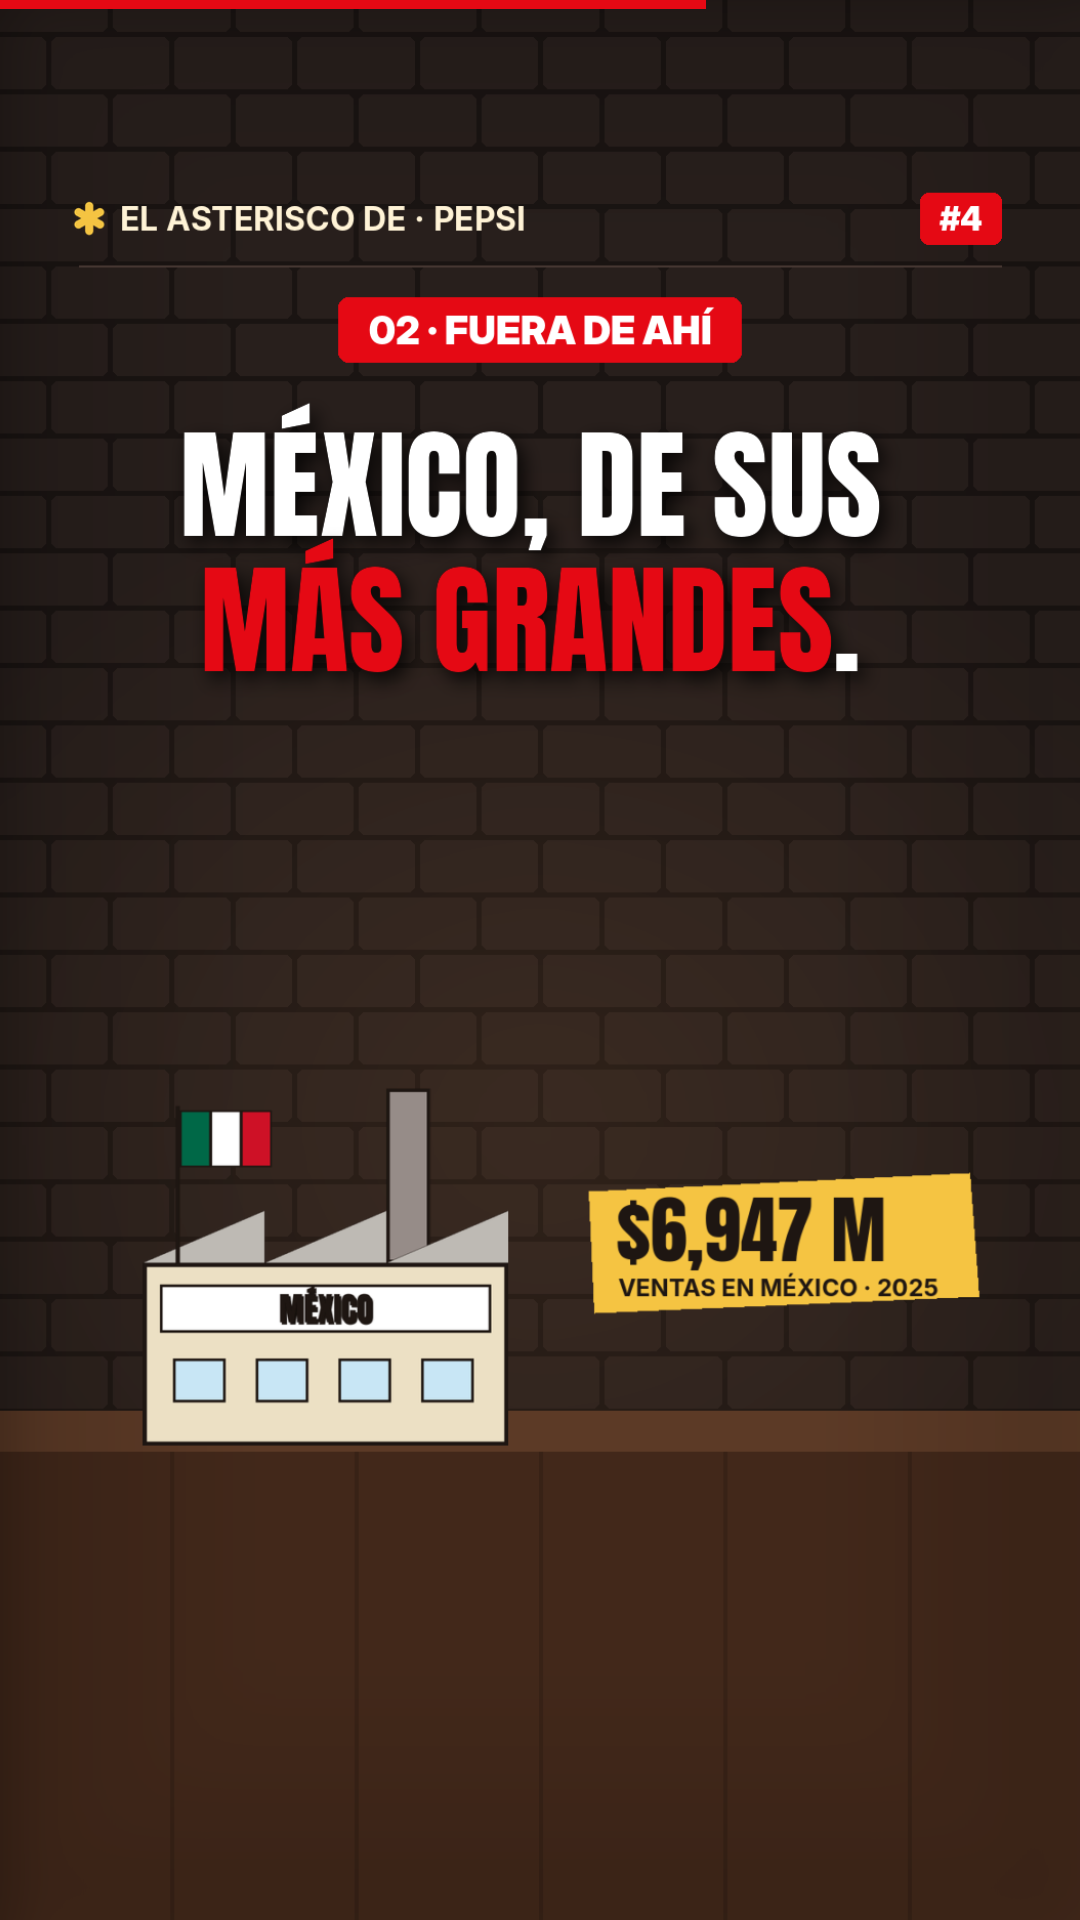 EL ASTERISCO DE · PEPSI
#4
02 · FUERA DE AHÍ
MÉXICO, DE SUS
MÁS GRANDES.
$6,947 M
VENTAS EN MÉXICO · 2025
MÉXICO